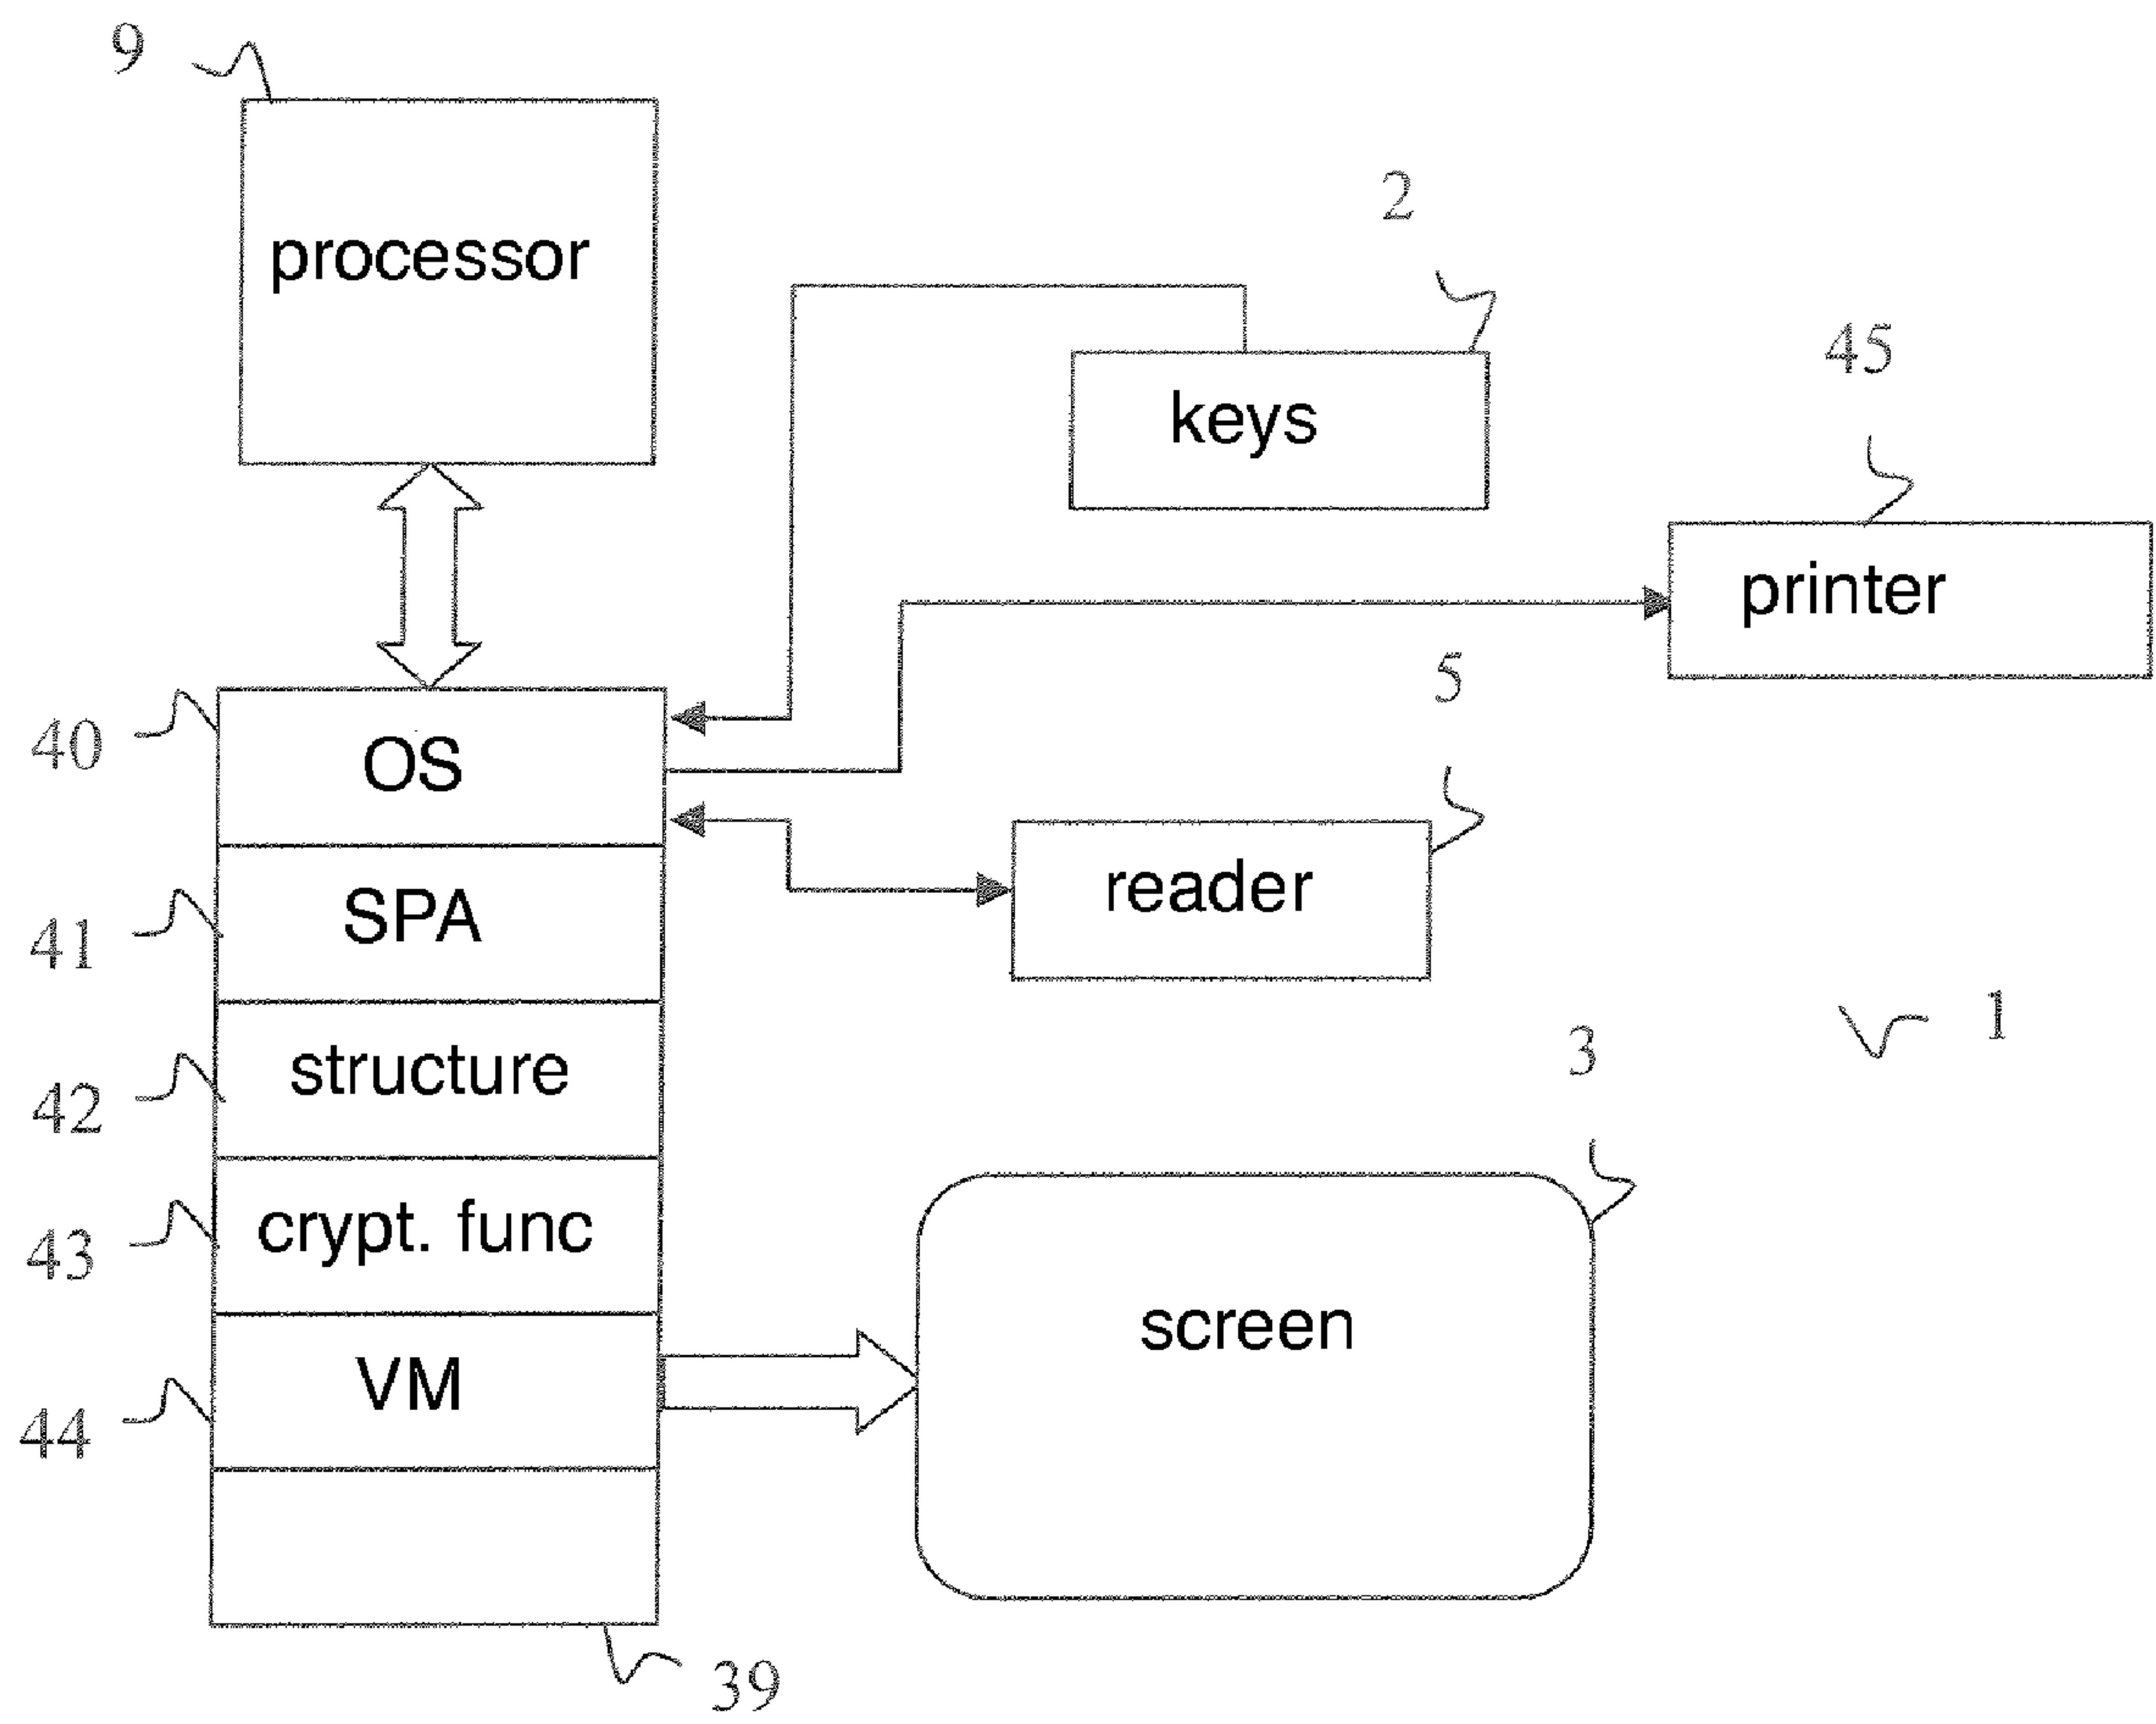 9
processor
2
keys
45
printer
40
OS
5
reader
41
SPA
1
42
structure
3
43
crypt. func
screen
44
VM
39